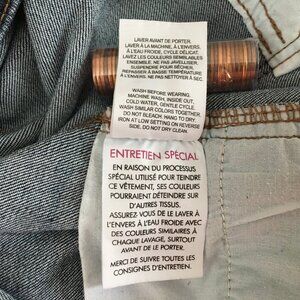 LAVER AVANT DE PORTER.
LAVER À LA MACHINE, À L'ENVERS.
À L'EAU FROIDE, CYCLE DÉLICAT.
LAVEZ LES COULEURS SEMBLABLES
ENSEMBLE. NE PAS JAVELLISER.
SUSPENDRE POUR SÉCHER.
REPASSER À BASSE TEMPÉRATURE
À L'ENVERS. NE PAS NETTOYER À SEC.
WASH BEFORE WEARING.
MACHINE WASH, INSIDE OUT,
COLD WATER, GENTLE CYCLE.
WASH SIMILAR COLORS TOGETHER.
DO NOT BLEACH. HANG TO DRY.
IRON AT LOW SETTING ON REVERSE
SIDE. DO NOT DRY CLEAN.
ENTRETIEN SPÉCIAL
EN RAISON DU PROCESSUS
SPÉCIAL UTILISÉ POUR TEINDRE
CE VÊTEMENT, SES COULEURS
POURRAIENT DÉTEINDRE SUR
D'AUTRES TISSUS.
ASSUREZ-VOUS DE LE LAVER À
L'ENVERS À L'EAU FROIDE ET
AVEC DES COULEURS SIMILAIRES À
CHAQUE LAVAGE, SURTOUT
AVANT DE LE PORTER.
MERCI DE SUIVRE TOUTES LES
CONSIGNES D'ENTRETIEN.